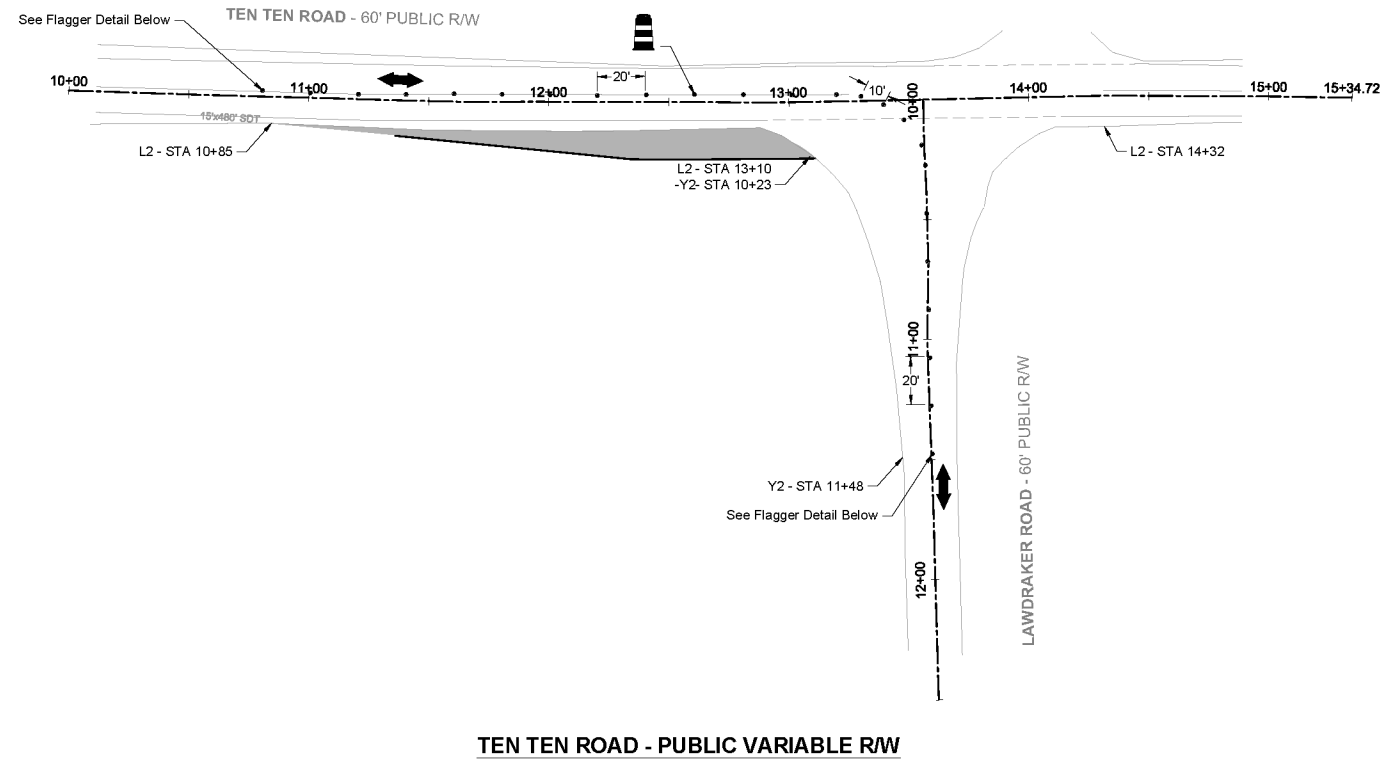 See Flagger Detail Below
TEN TEN ROAD - 60' PUBLIC R/W
10+00
11+00
20'
12+00
13+00
10'
10+00
14+00
15+00
15+34.72
15'x480' SDT
L2 - STA 10+85
L2 - STA 13+10
-Y2- STA 10+23
L2 - STA 14+32
11+00
20'
Y2 - STA 11+48
See Flagger Detail Below
12+00
LAWDRAKER ROAD - 60' PUBLIC R/W
TEN TEN ROAD - PUBLIC VARIABLE R/W